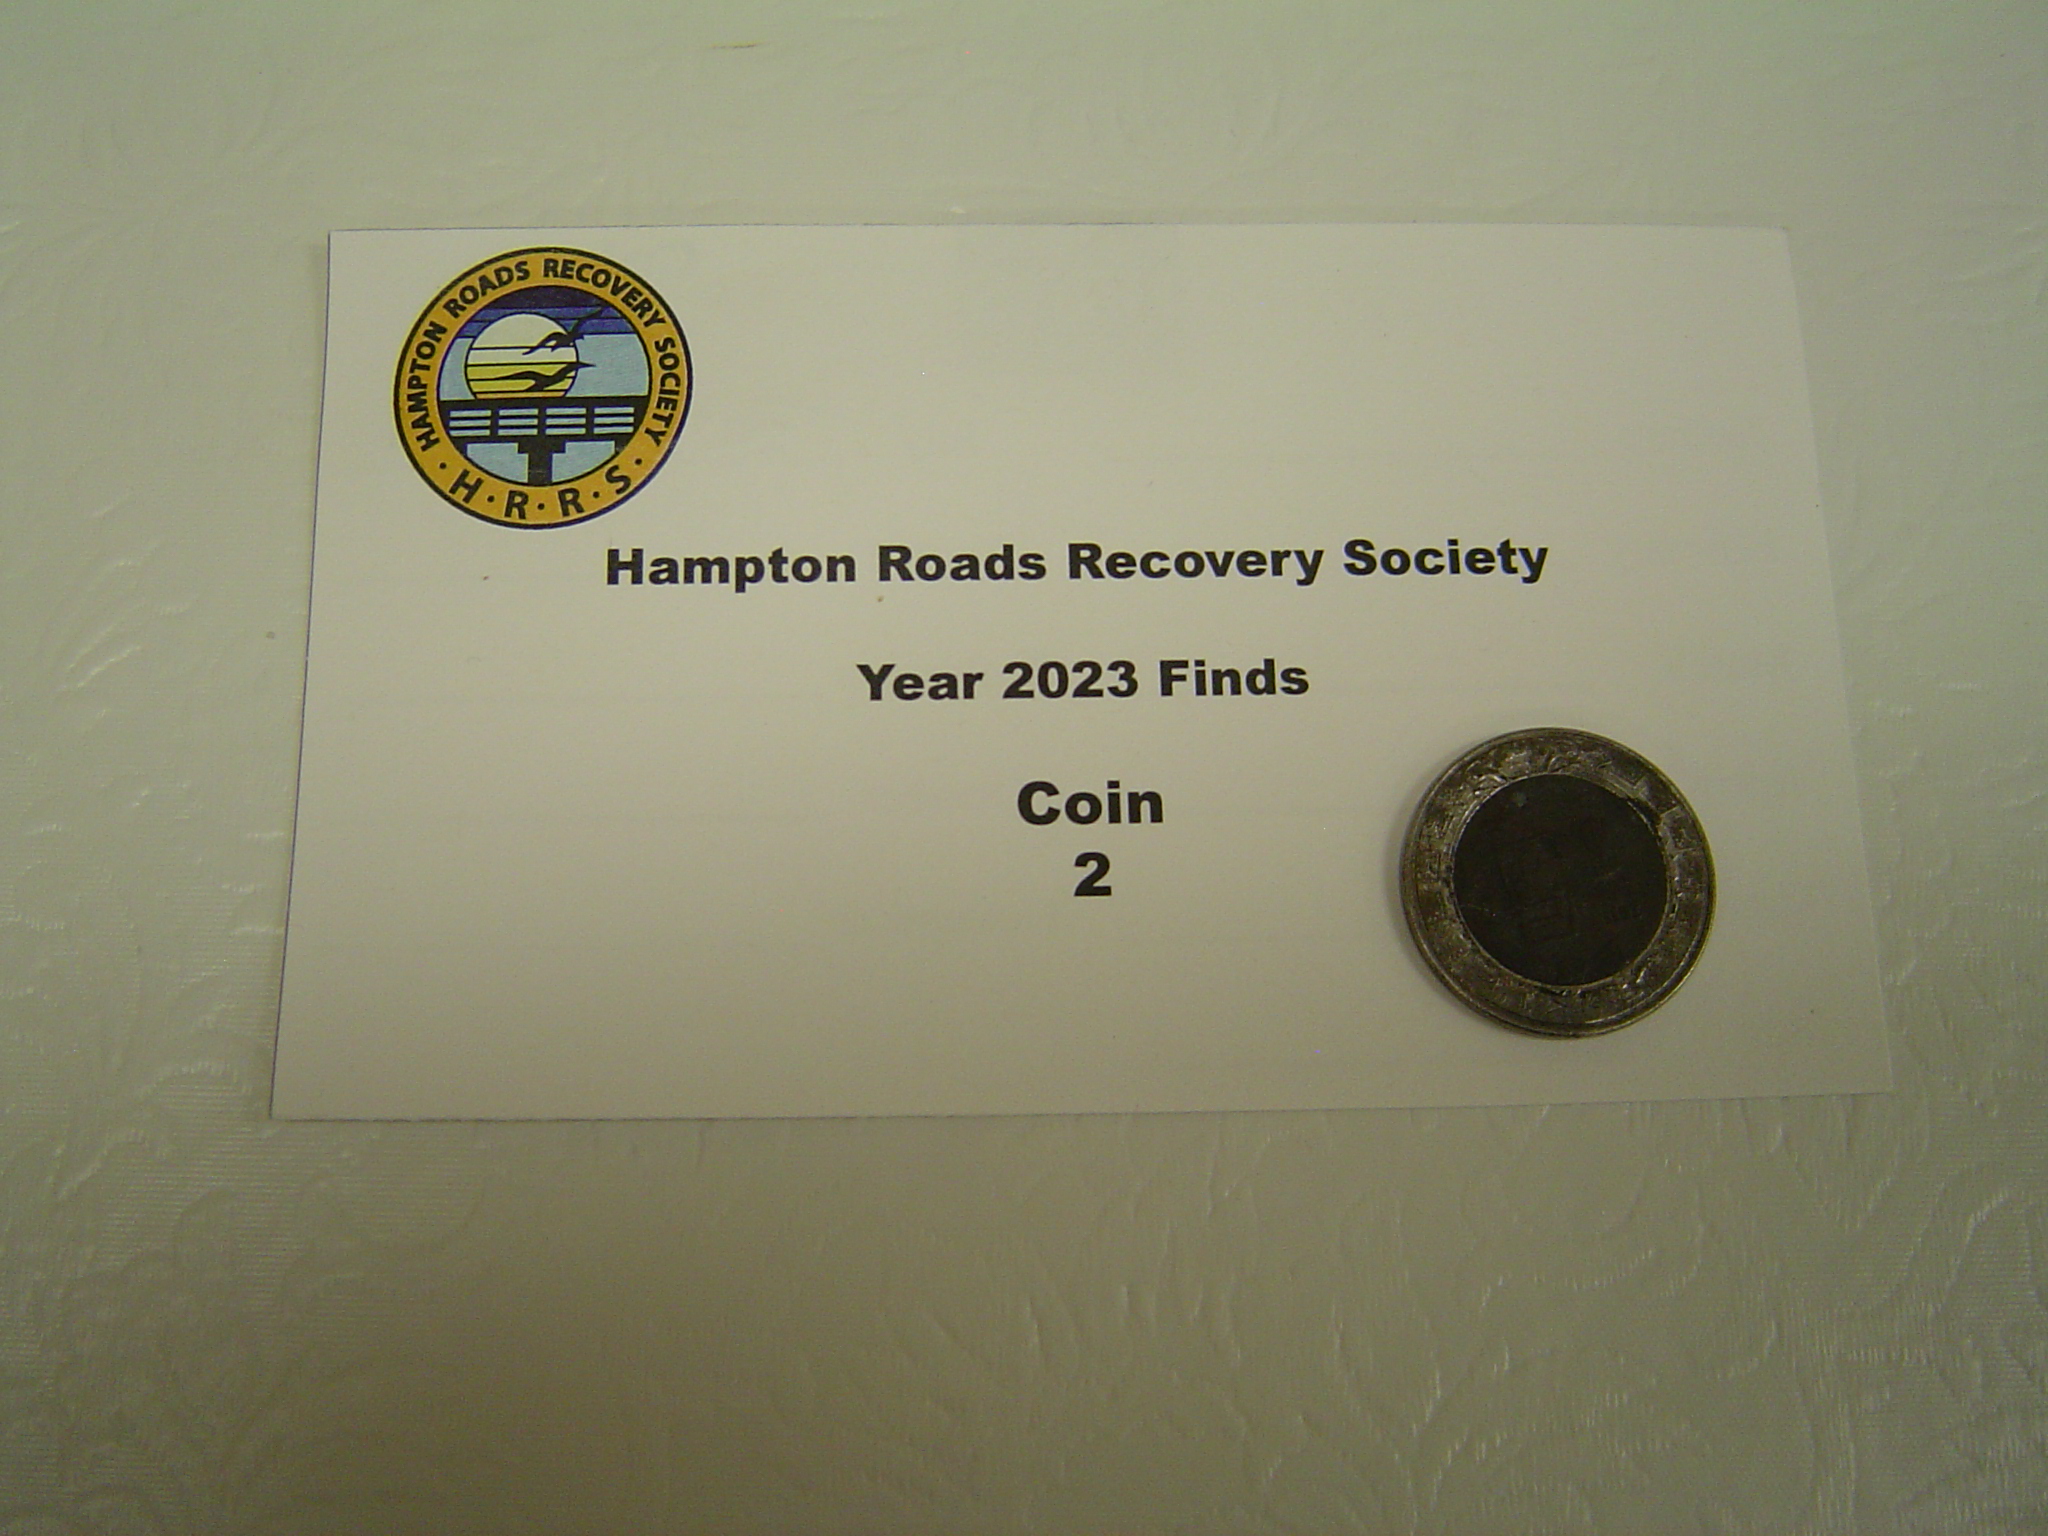 HAMPTON ROADS RECOVERY SOCIETY
· H · R · R · S ·
Hampton Roads Recovery Society
Year 2023 Finds
Coin
2